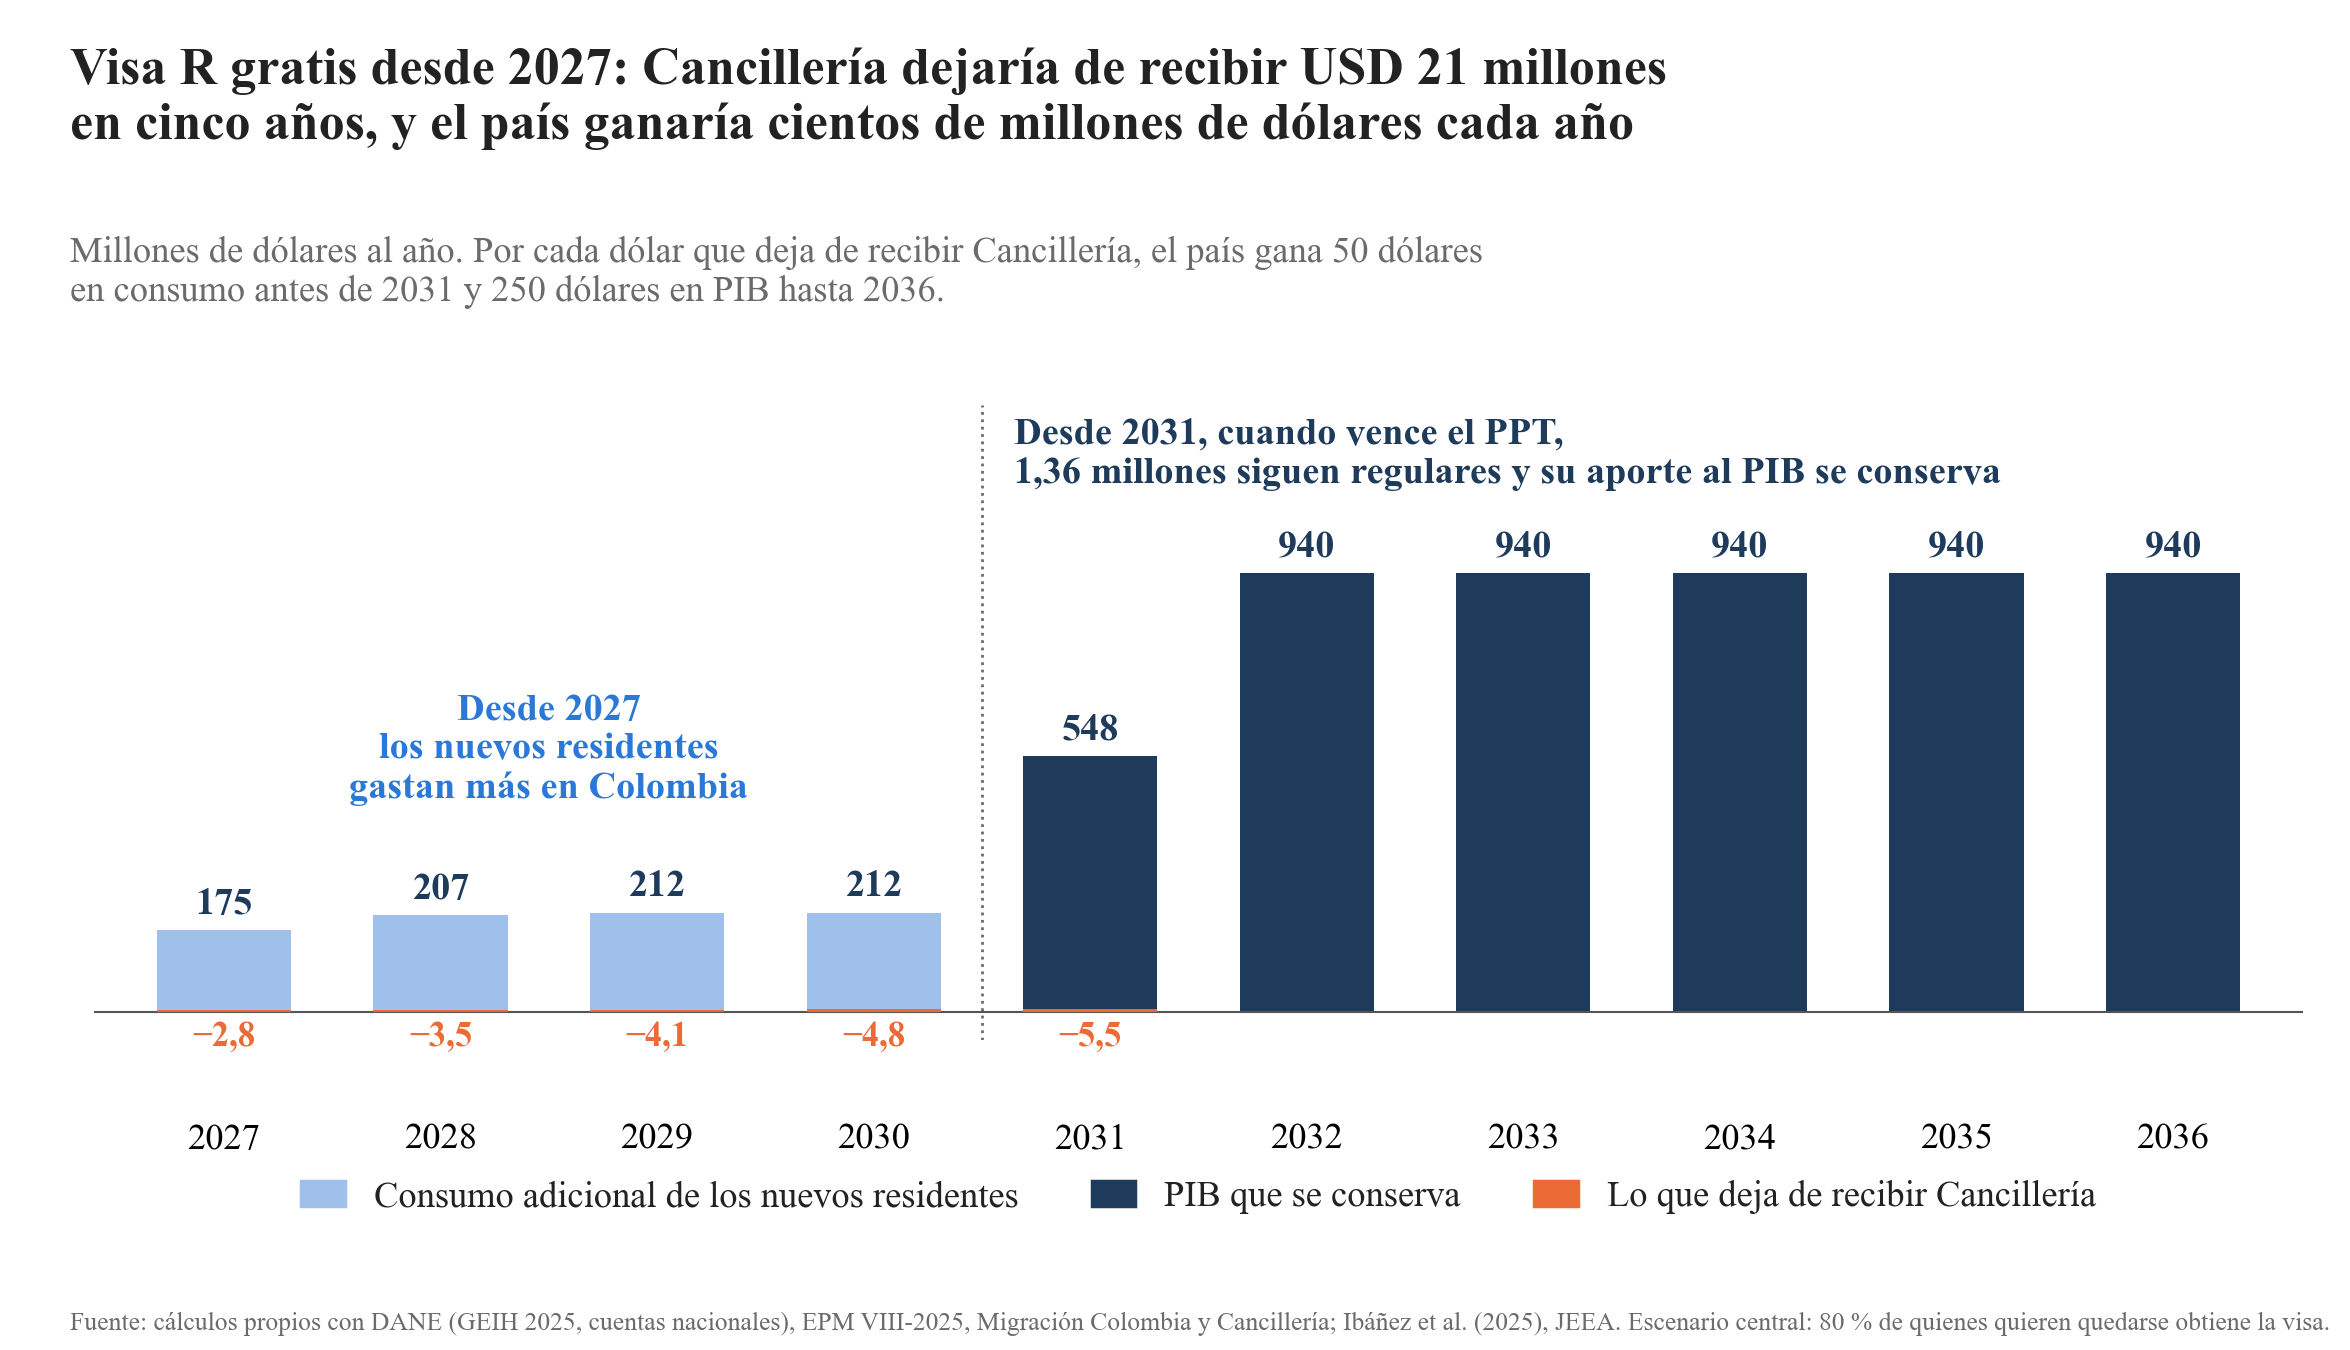 Visa R gratis desde 2027: Cancillería dejaría de recibir USD 21 millones
en cinco años, y el país ganaría cientos de millones de dólares cada año
Millones de dólares al año. Por cada dólar que deja de recibir Cancillería, el país gana 50 dólares
en consumo antes de 2031 y 250 dólares en PIB hasta 2036.
Desde 2031, cuando vence el PPT,
1,36 millones siguen regulares y su aporte al PIB se conserva
940 940 940 940 940
Desde 2027
los nuevos residentes
gastan más en Colombia
548
175 207 212 212
−2,8 −3,5 −4,1 −4,8 −5,5
2027 2028 2029 2030 2031 2032 2033 2034 2035 2036
Consumo adicional de los nuevos residentes PIB que se conserva Lo que deja de recibir Cancillería
Fuente: cálculos propios con DANE (GEIH 2025, cuentas nacionales), EPM VIII-2025, Migración Colombia y Cancillería; Ibáñez et al. (2025), JEEA. Escenario central: 80 % de quienes quieren quedarse obtiene la visa.